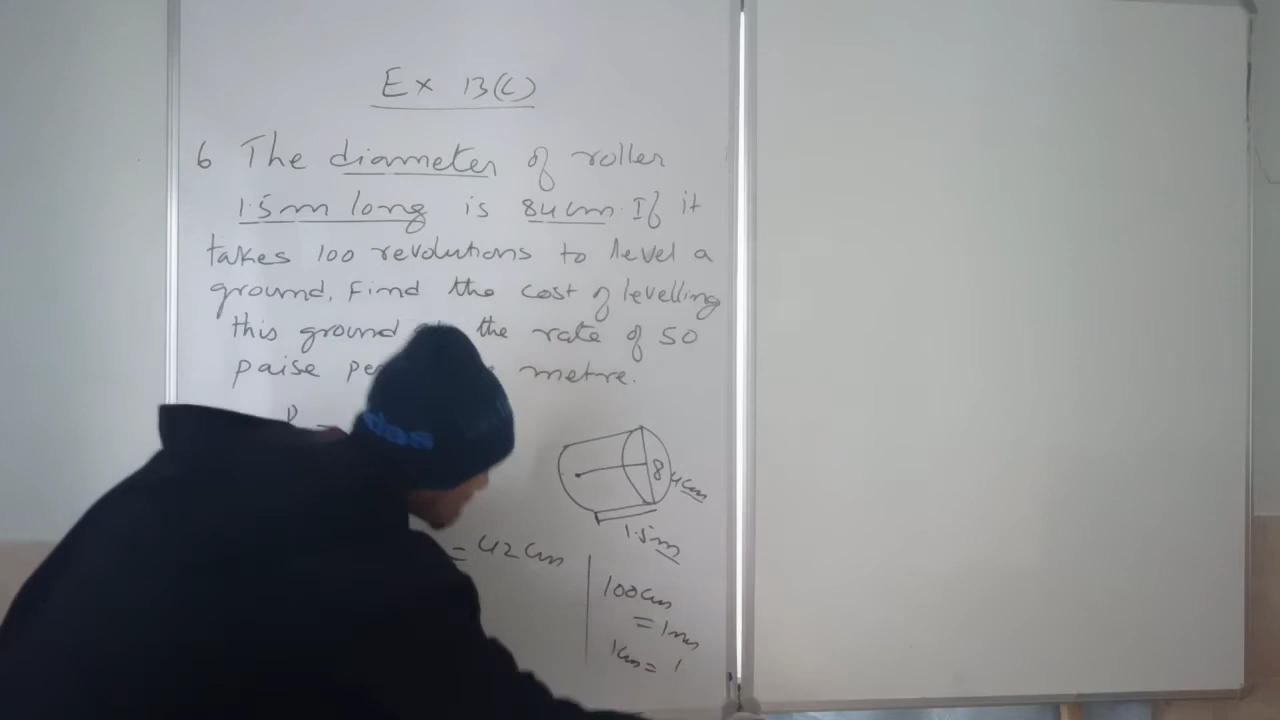 Ex 13(C)
6 The diameter of roller
1.5m long is 84cm. If it
takes 100 revolutions to level a
ground, Find the cost of levelling
this ground the rate of 50
paise metre.
84cm
1.5m
= 42cm
100cm
= 1m
1cm = 1